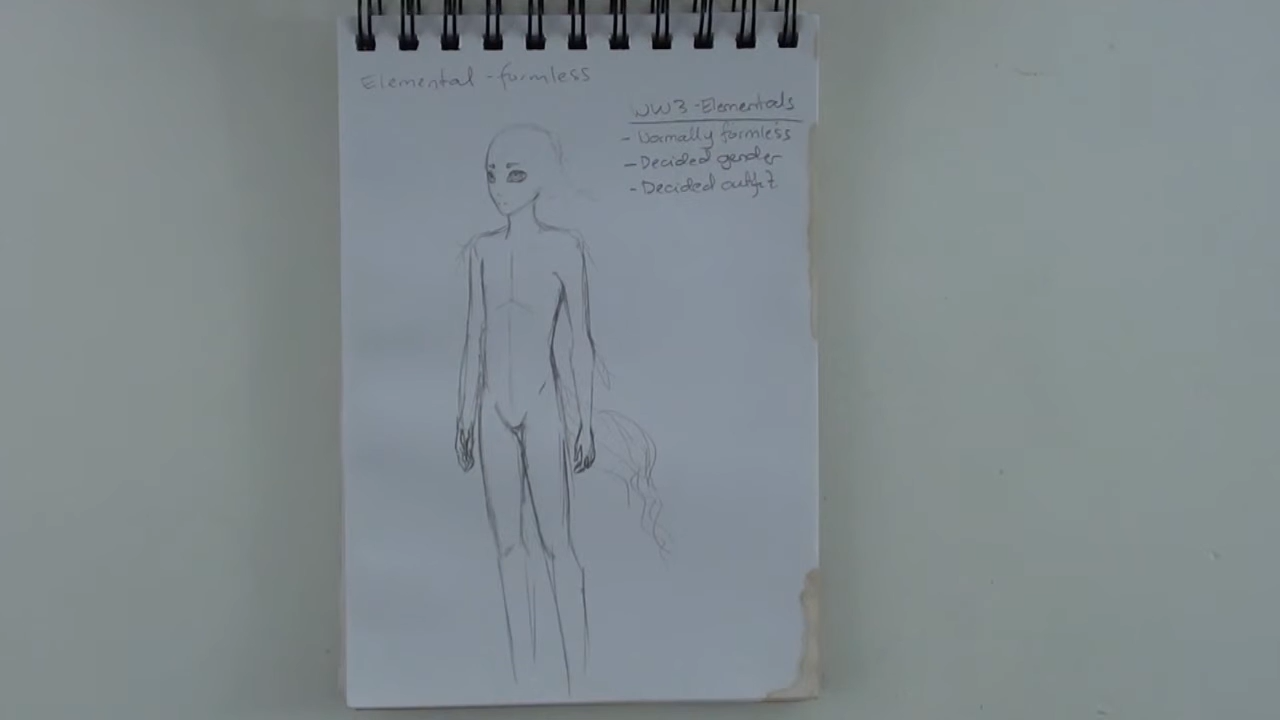 Elemental - formless
WW3 - Elementals
- Normally formless
- Decided gender
- Decided outfit